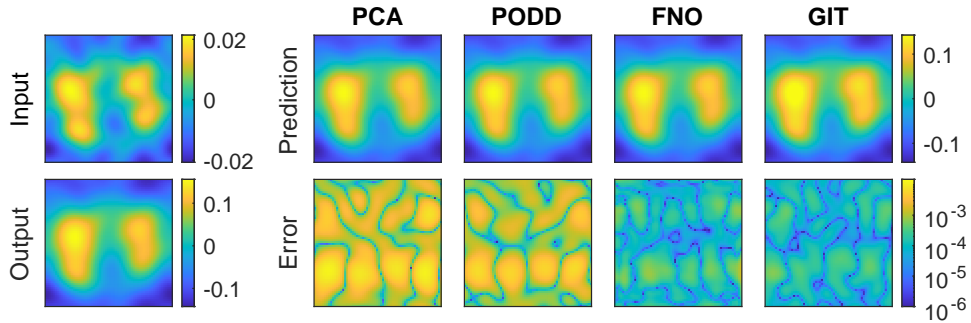 PCA PODD FNO GIT
Input
0.02
0
-0.02
Prediction
0.1
0
-0.1
Output
0.1
0
-0.1
Error
10^-3
10^-4
10^-5
10^-6